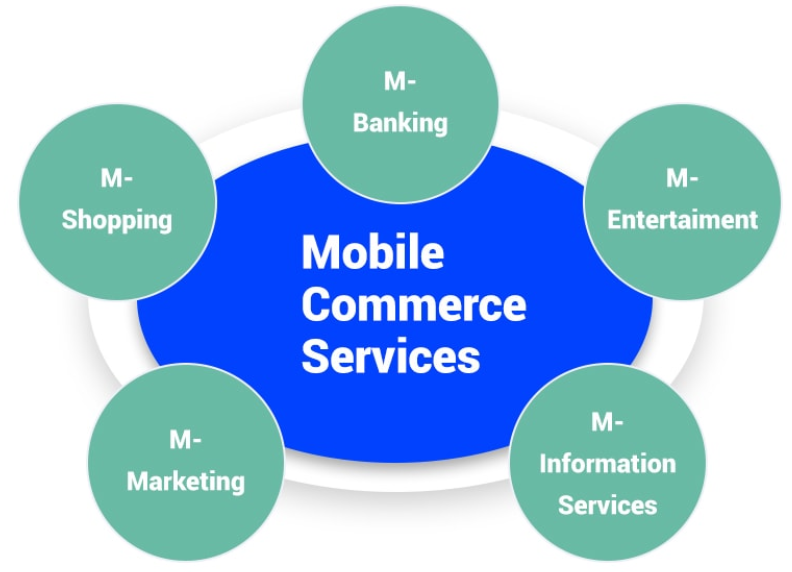 M-
Banking
M-
Shopping
M-
Entertaiment
Mobile
Commerce
Services
M-
Marketing
M-
Information
Services